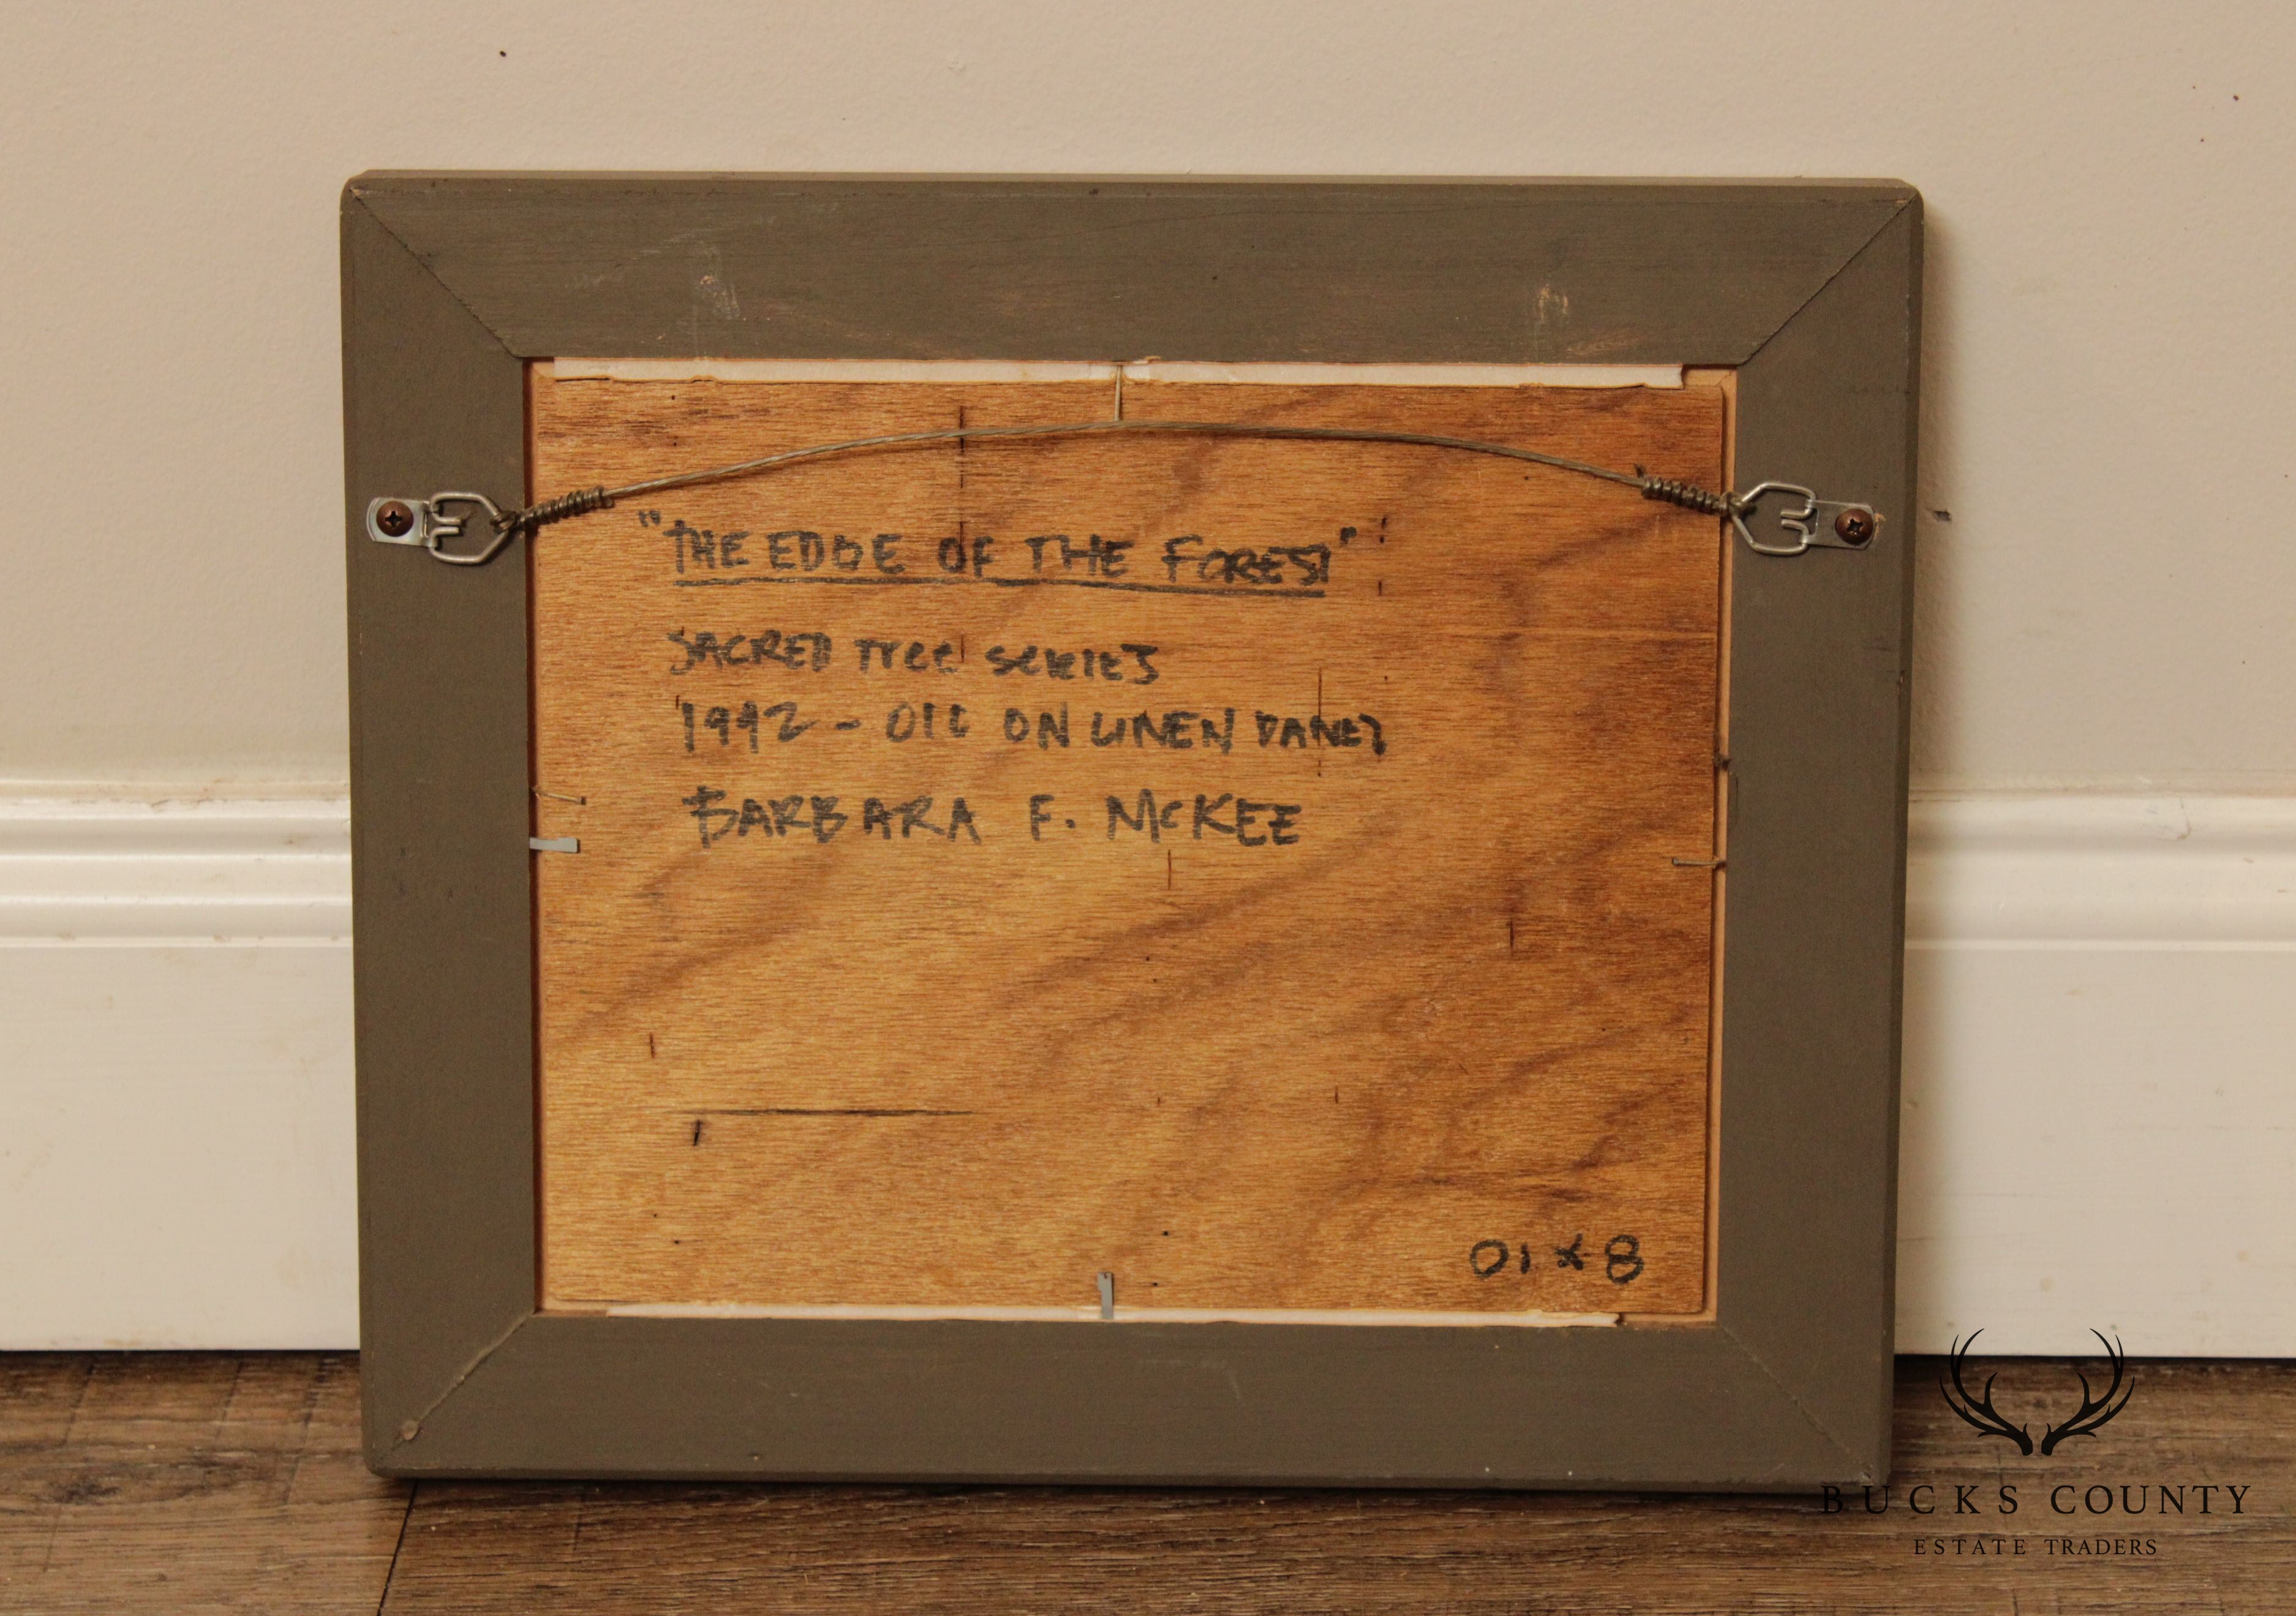 "THE EDGE OF THE FOREST"
SACRED Tree SERIES
1992 - OIL ON LINEN PANEL
BARBARA F. McKEE
BUCKS COUNTY
ESTATE TRADERS